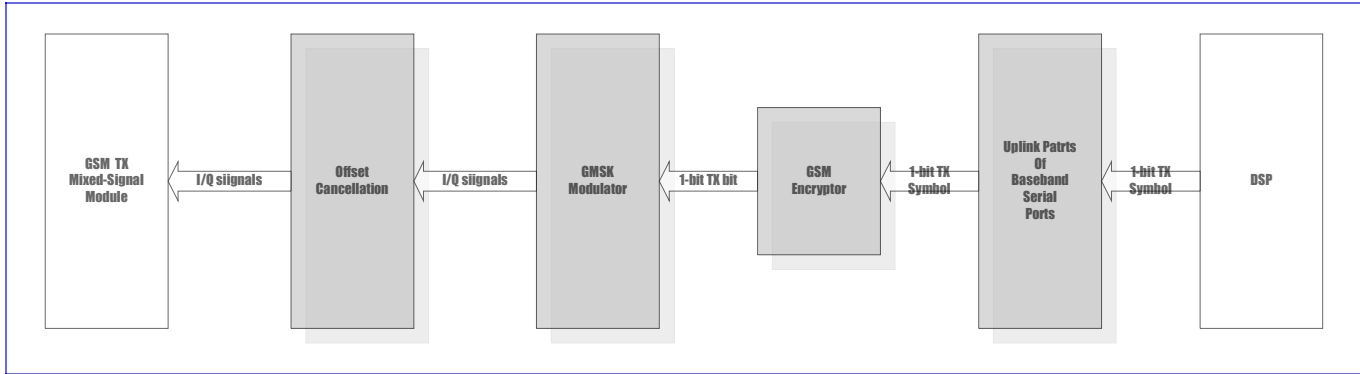 GSM TX
Mixed-Signal
Module
I/Q siignals
Offset
Cancellation
I/Q siignals
GMSK
Modulator
1-bit TX bit
GSM
Encryptor
1-bit TX
Symbol
Uplink Patrts
Of
Baseband
Serial
Ports
1-bit TX
Symbol
DSP